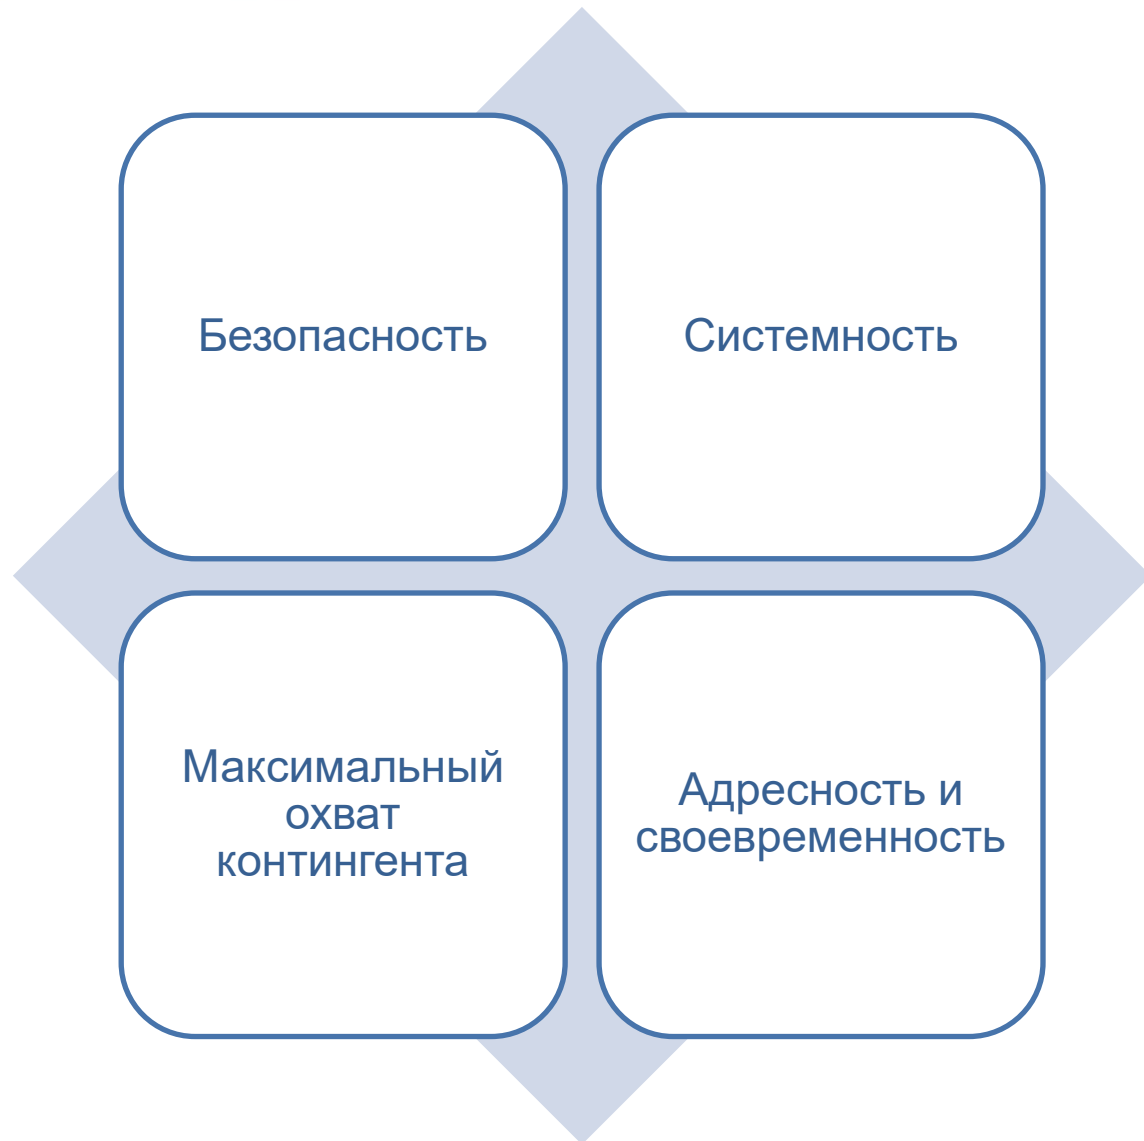 Безопасность
Системность
Максимальный
охват
контингента
Адресность и
своевременность